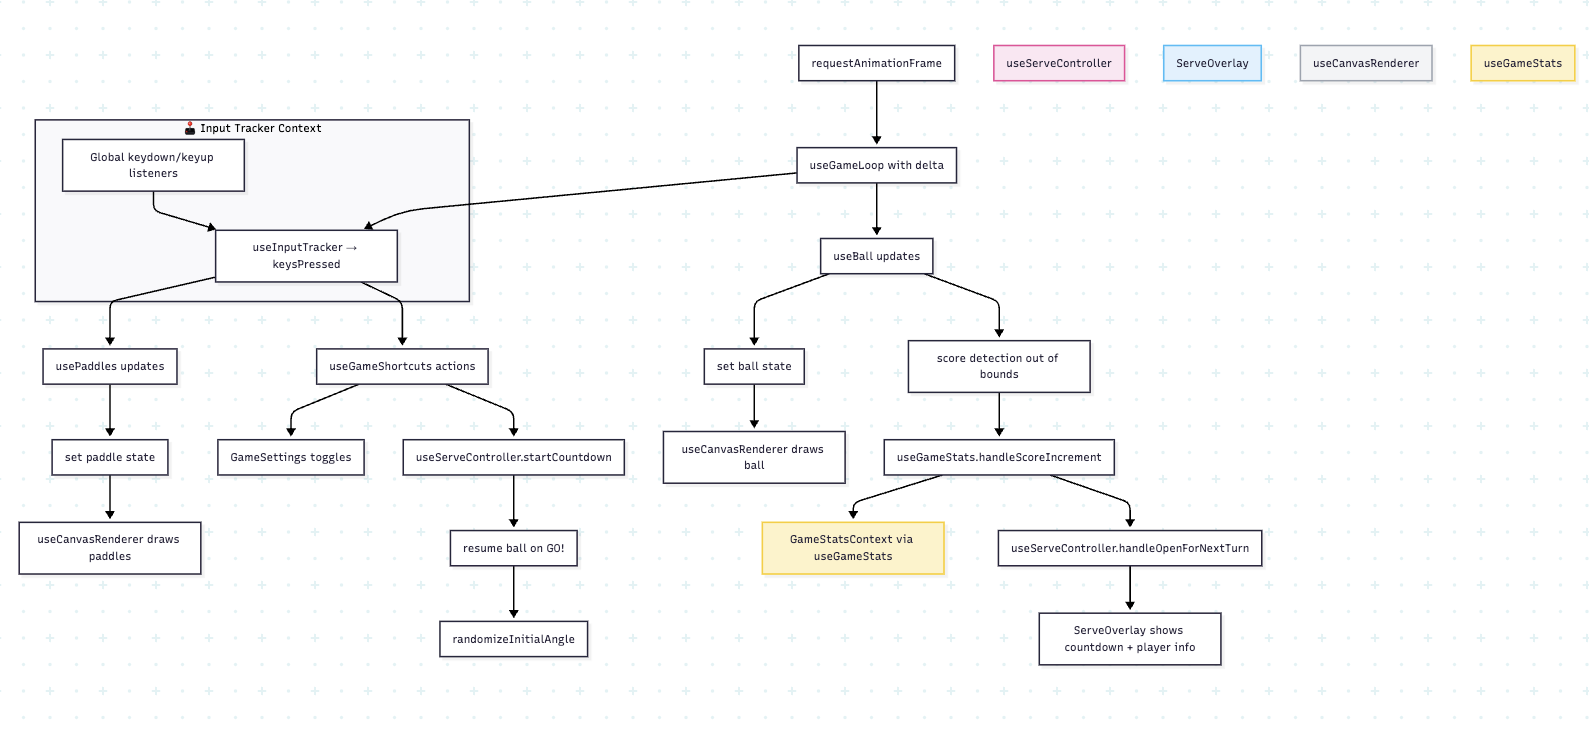 requestAnimationFrame
useServeController
ServeOverlay
useCanvasRenderer
useGameStats
🕹️ Input Tracker Context
Global keydown/keyup
listeners
useGameLoop with delta
useInputTracker →
keysPressed
useBall updates
usePaddles updates
useGameShortcuts actions
set ball state
score detection out of
bounds
set paddle state
GameSettings toggles
useServeController.startCountdown
useCanvasRenderer draws
ball
useGameStats.handleScoreIncrement
useCanvasRenderer draws
paddles
resume ball on GO!
GameStatsContext via
useGameStats
useServeController.handleOpenForNextTurn
randomizeInitialAngle
ServeOverlay shows
countdown + player info